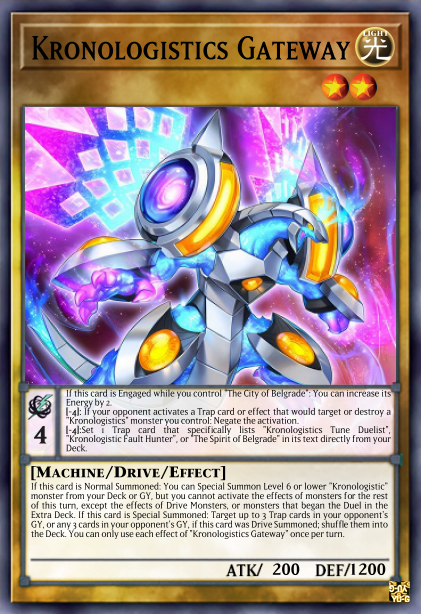 Kronologistics Gateway
LIGHT
光
If this card is Engaged while you control "The City of Belgrade": You can increase its
Energy by 2.
[-4]: If your opponent activates a Trap card or effect that would target or destroy a
"Kronologistics" monster you control: Negate the activation.
[-4]:Set 1 Trap card that specifically lists "Kronologistics Tune Duelist",
"Kronologistic Fault Hunter", or "The Spirit of Belgrade" in its text directly from your
Deck.
4
[Machine/Drive/Effect]
If this card is Normal Summoned: You can Special Summon Level 6 or lower "Kronologistic"
monster from your Deck or GY, but you cannot activate the effects of monsters for the rest
of this turn, except the effects of Drive Monsters, or monsters that began the Duel in the
Extra Deck. If this card is Special Summoned: Target up to 3 Trap cards in your opponent's
GY, or any 3 cards in your opponent's GY, if this card was Drive Summoned; shuffle them into
the Deck. You can only use each effect of "Kronologistics Gateway" once per turn.
ATK/ 200 DEF/1200